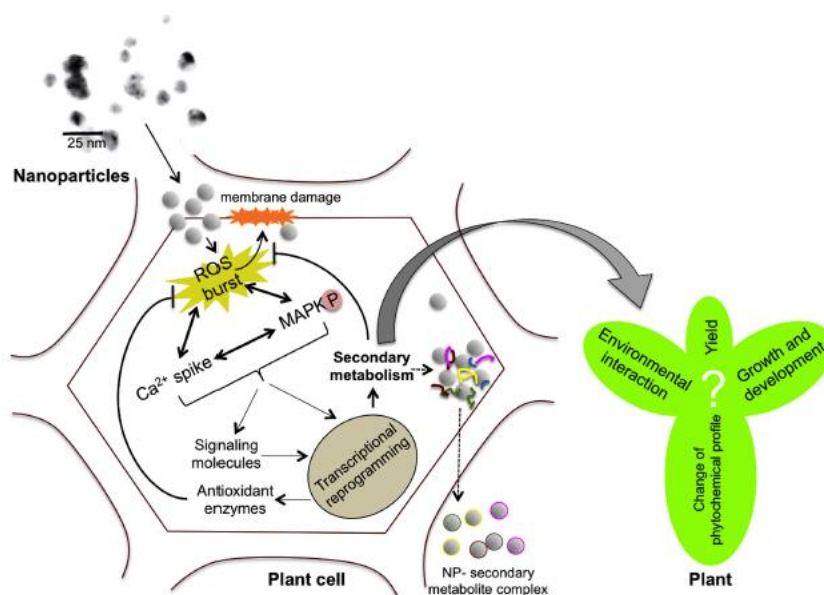 25 nm
Nanoparticles
membrane damage
ROS
burst
MAPK P
Ca²⁺ spike
Secondary
metabolism
Signaling
molecules
Transcriptional
reprogramming
Antioxidant
enzymes
Plant cell
NP- secondary
metabolite complex
Environmental
interaction
Yield
Growth and
development
?
Change of
phytochemical profile
Plant